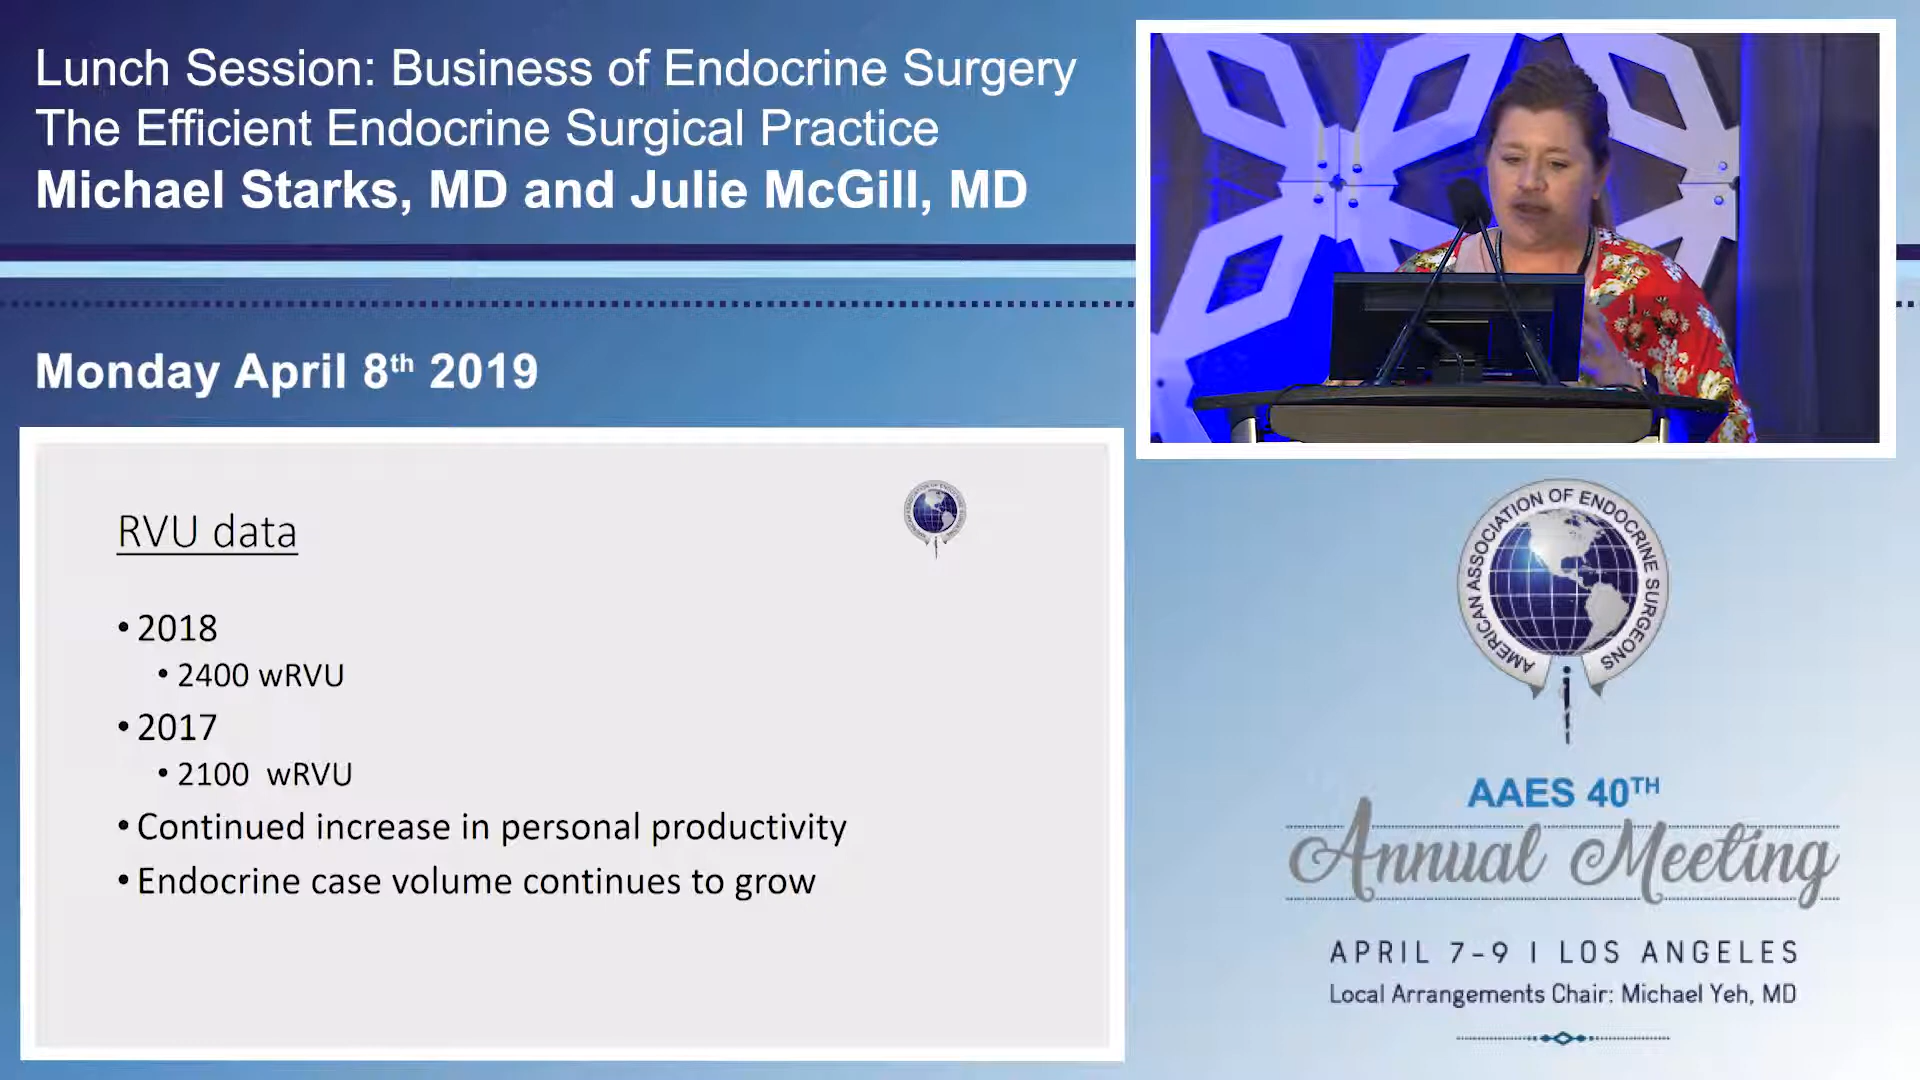 Lunch Session: Business of Endocrine Surgery
The Efficient Endocrine Surgical Practice
Michael Starks, MD and Julie McGill, MD
Monday April 8th 2019
RVU data
• 2018
• 2400 wRVU
• 2017
• 2100 wRVU
• Continued increase in personal productivity
• Endocrine case volume continues to grow
AMERICAN ASSOCIATION OF ENDOCRINE SURGEONS
AAES 40TH
Annual Meeting
APRIL 7-9 | LOS ANGELES
Local Arrangements Chair: Michael Yeh, MD